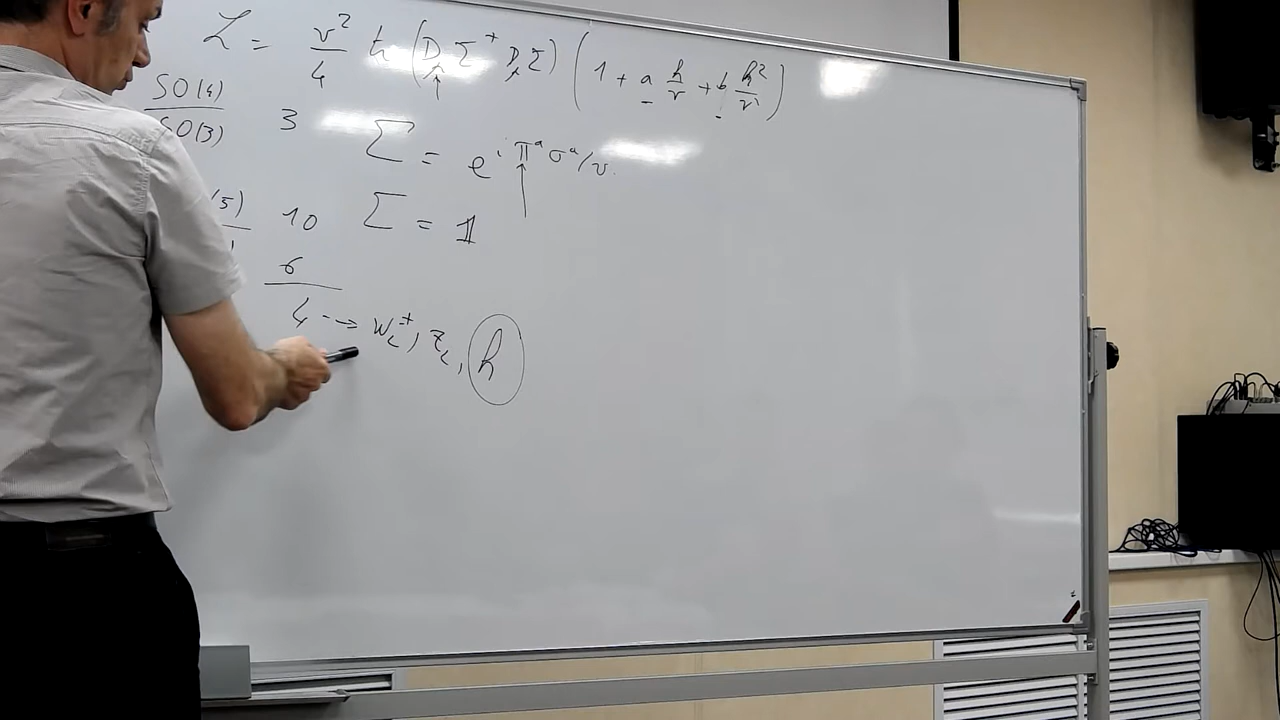 ℒ = v²/4 tr (D_μ Σ⁺ D_μ Σ) (1 + a h/v + b h²/v²)
SO(4)/SO(3) 3
Σ = e^{i π^a σ^a/v}
(5) 10
Σ = 𝟙
6
4 --> W_L^±, Z_L, h